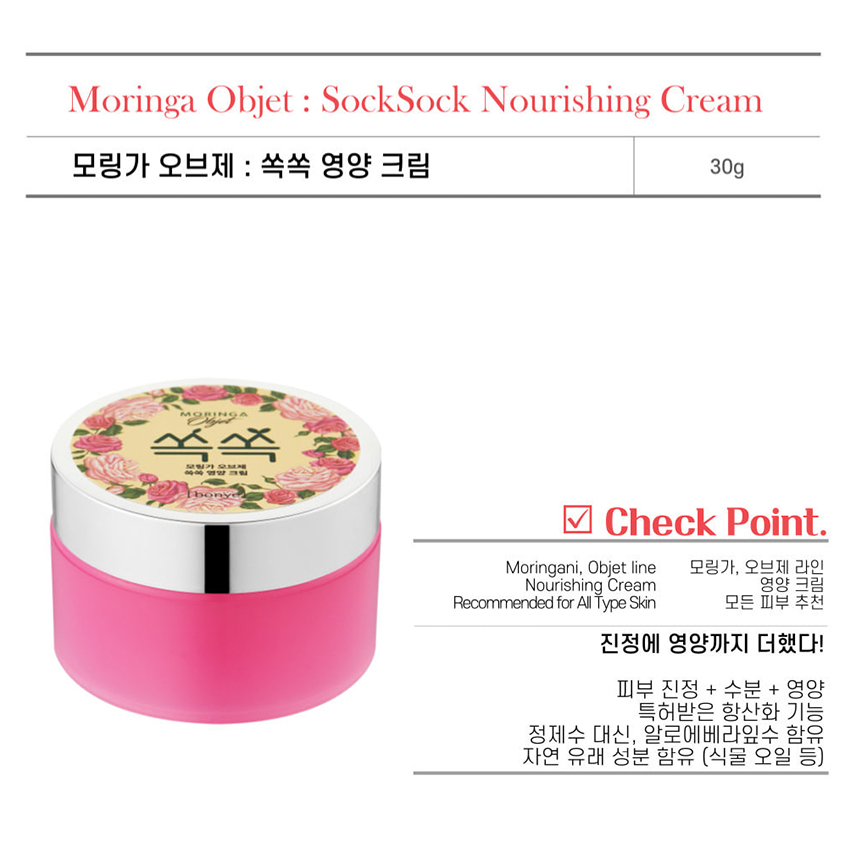 Moringa Objet : SockSock Nourishing Cream
모링가 오브제 : 쏙쏙 영양 크림
30g
MORINGA
Objet
쏙쏙
모링가 오브제
쏙쏙 영양 크림
Check Point.
Moringani, Objet line
Nourishing Cream
Recommended for All Type Skin
모링가, 오브제 라인
영양 크림
모든 피부 추천
진정에 영양까지 더했다!
피부 진정 + 수분 + 영양
특허받은 항산화 기능
정제수 대신, 알로에베라잎수 함유
자연 유래 성분 함유 (식물 오일 등)